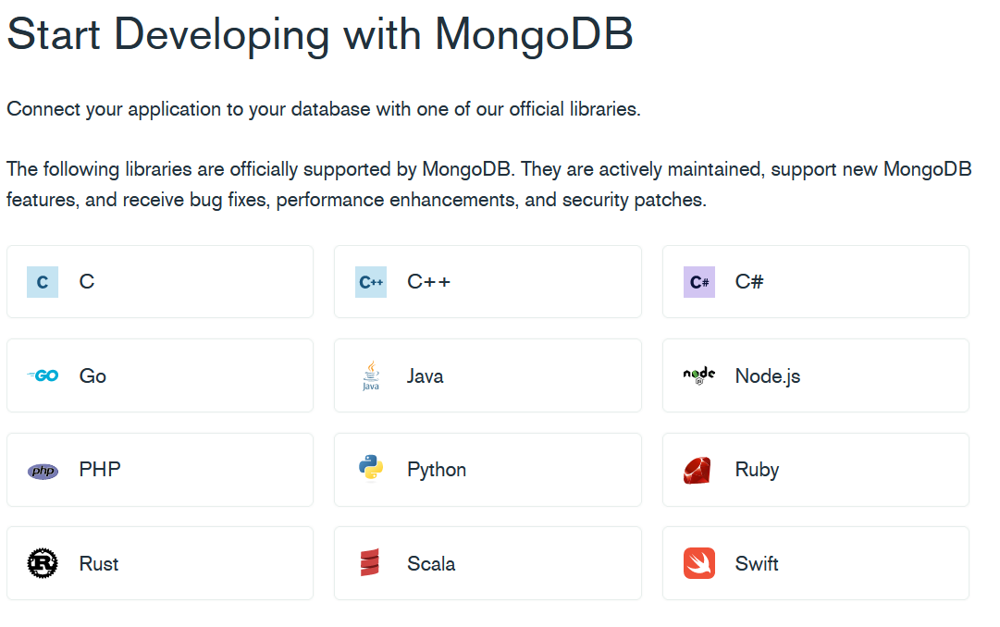 Start Developing with MongoDB
Connect your application to your database with one of our official libraries.
The following libraries are officially supported by MongoDB. They are actively maintained, support new MongoDB
features, and receive bug fixes, performance enhancements, and security patches.
C C
C++ C++
C# C#
GO Go
Java Java
node JS Node.js
php PHP
Python
Ruby
R Rust
Scala
Swift